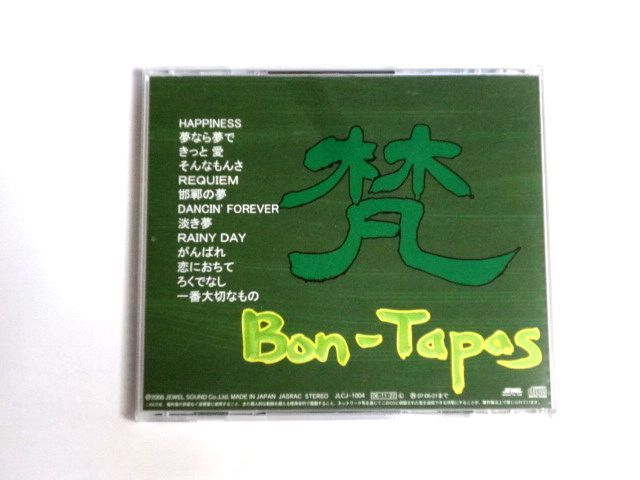 HAPPINESS
夢なら夢で
きっと 愛
そんなもんさ
REQUIEM
邯鄲の夢
DANCIN' FOREVER
淡き夢
RAINY DAY
がんばれ
恋におちて
ろくでなし
一番大切なもの
梵
Bon-Tapas
JEWEL SOUND Co.,Ltd. MADE IN JAPAN JASRAC STEREO JLCJ-1004